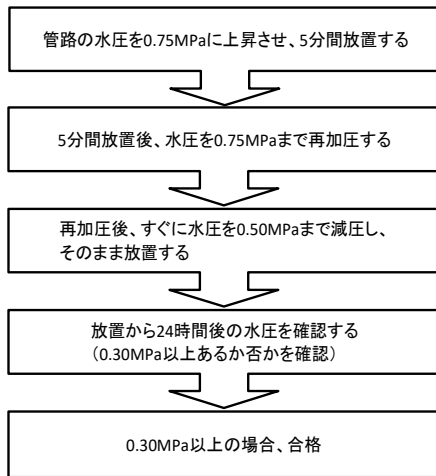 管路の水圧を0.75MPaに上昇させ、5分間放置する
5分間放置後、水圧を0.75MPaまで再加圧する
再加圧後、すぐに水圧を0.50MPaまで減圧し、
そのまま放置する
放置から24時間後の水圧を確認する
（0.30MPa以上あるか否かを確認）
0.30MPa以上の場合、合格